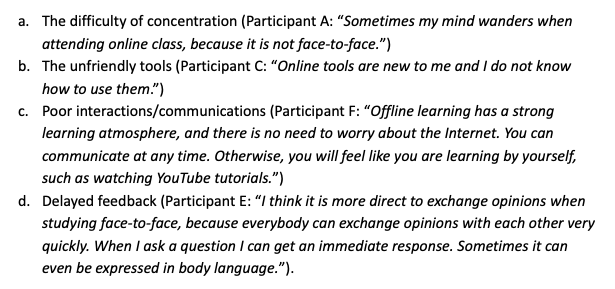 a. The difficulty of concentration (Participant A: “Sometimes my mind wanders when
attending online class, because it is not face-to-face.”)
b. The unfriendly tools (Participant C: “Online tools are new to me and I do not know
how to use them.”)
c. Poor interactions/communications (Participant F: “Offline learning has a strong
learning atmosphere, and there is no need to worry about the Internet. You can
communicate at any time. Otherwise, you will feel like you are learning by yourself,
such as watching YouTube tutorials.”)
d. Delayed feedback (Participant E: “I think it is more direct to exchange opinions when
studying face-to-face, because everybody can exchange opinions with each other very
quickly. When I ask a question I can get an immediate response. Sometimes it can
even be expressed in body language.”).